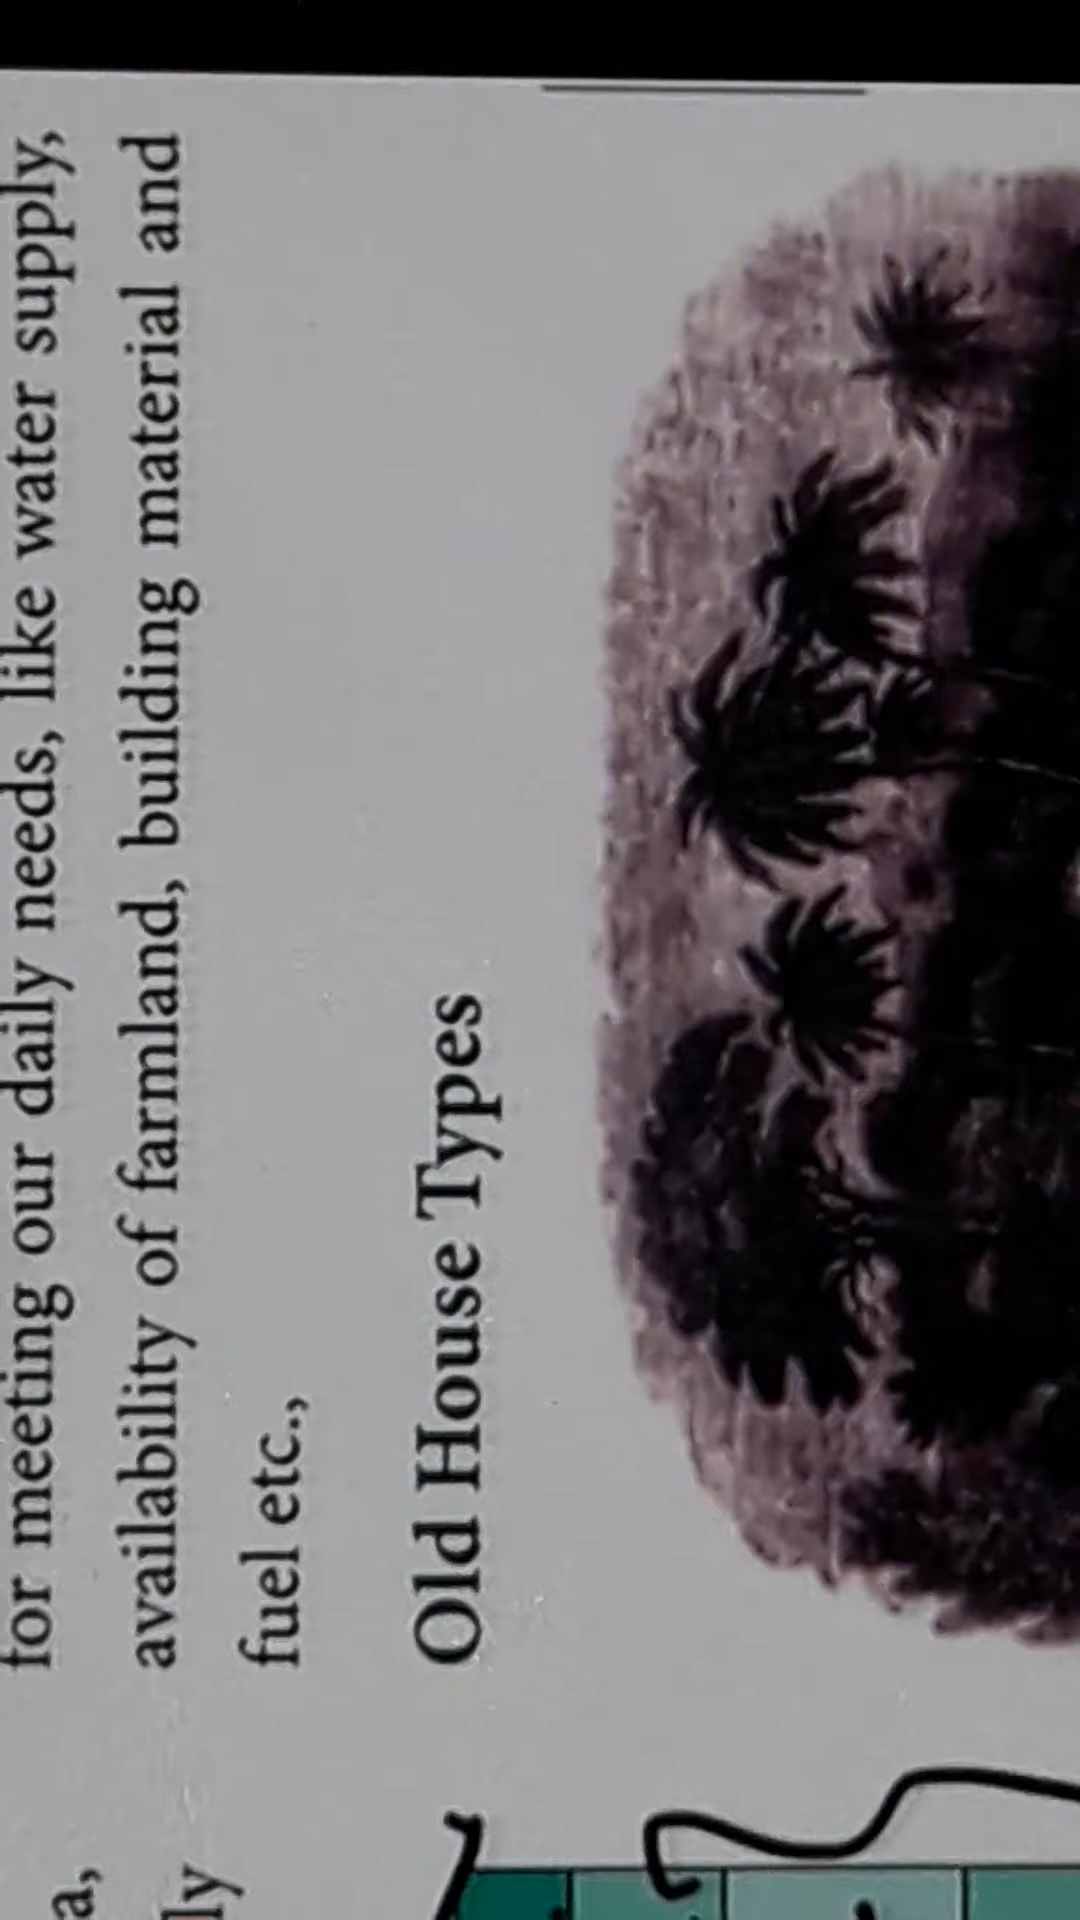 for meeting our daily needs, like water supply,
availability of farmland, building material and
fuel etc.,
Old House Types
a,
ly